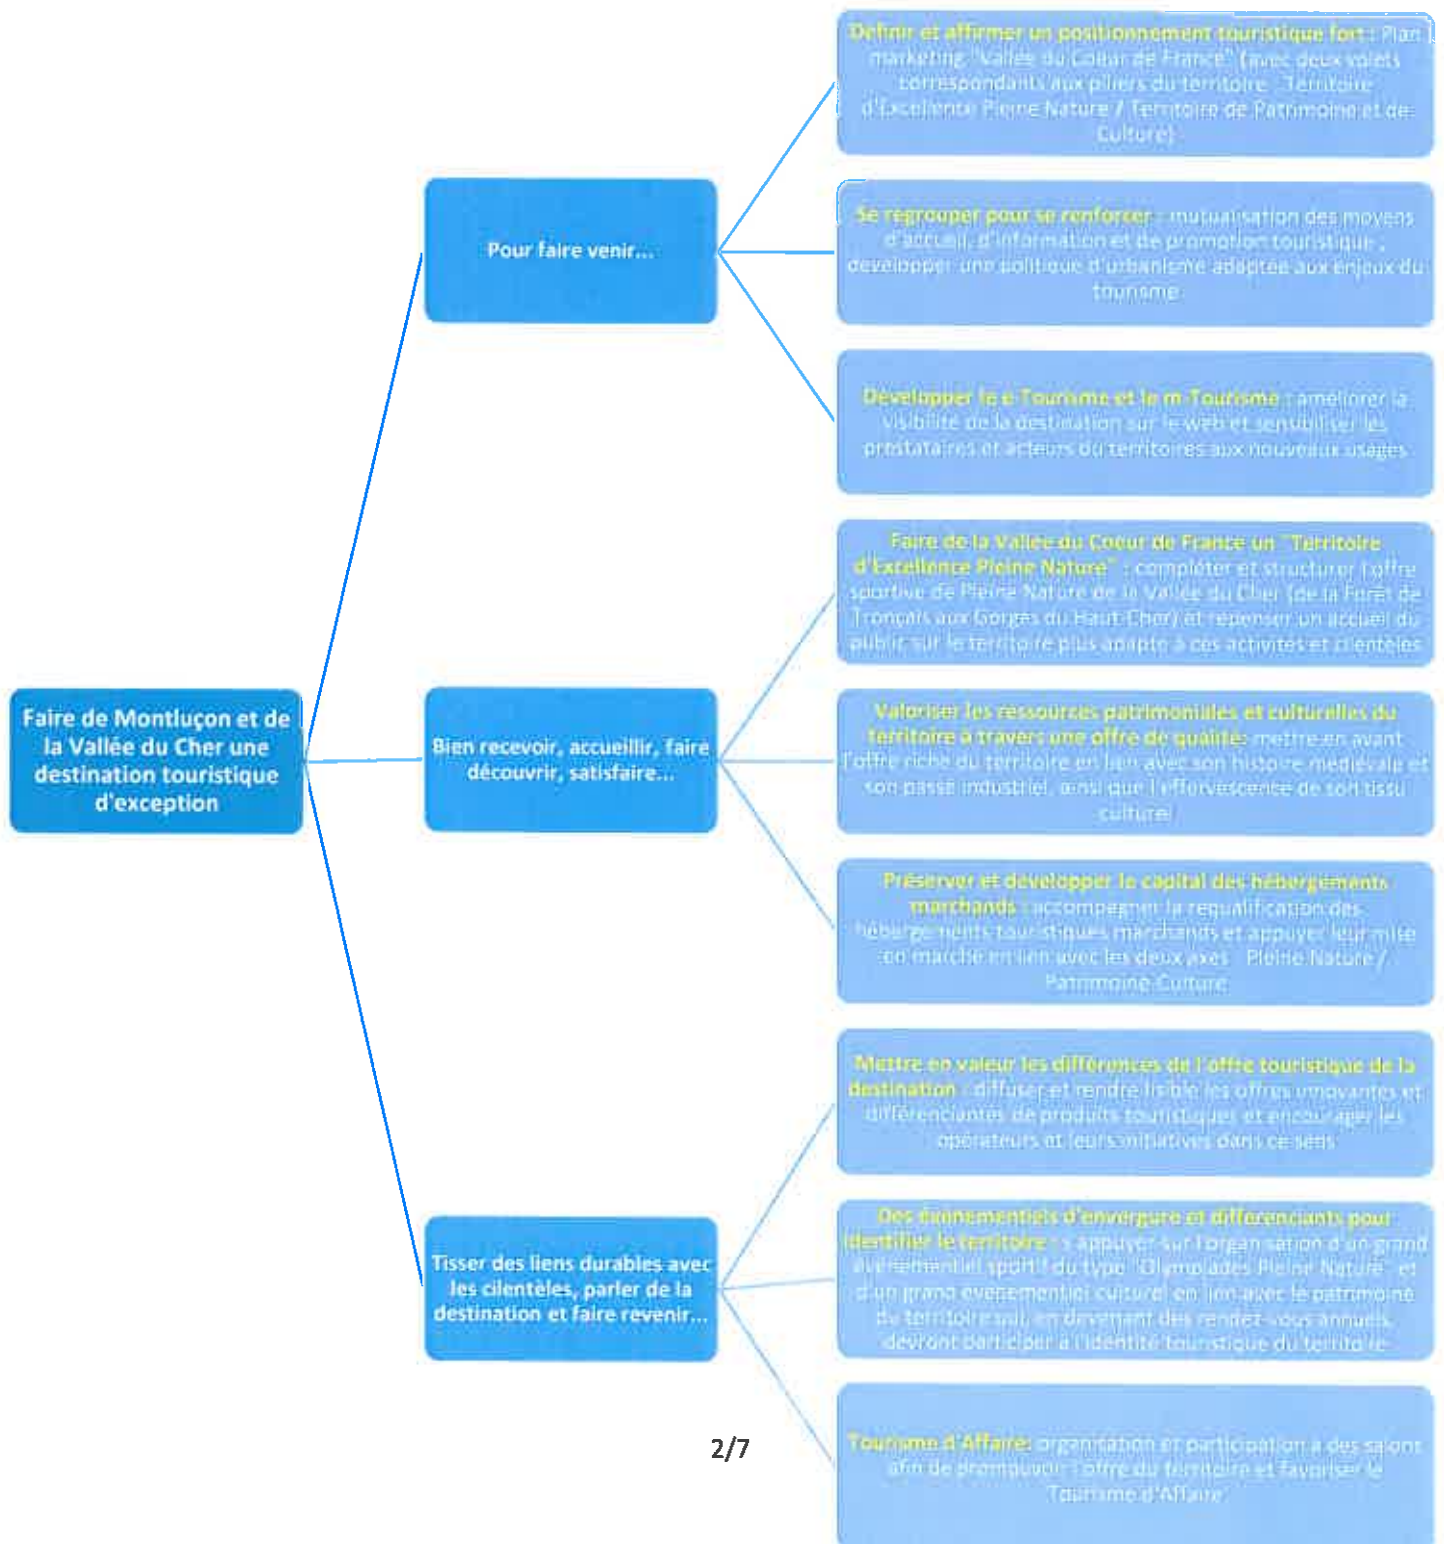 Définir et affirmer un positionnement touristique fort : Plan
marketing "Vallée du Coeur de France" (avec deux volets
correspondants aux piliers du territoire : Territoire
d'Excellente Pleine Nature / Territoire de Patrimoine et de
Culture)
Pour faire venir...
Se regrouper pour se renforcer : mutualisation des moyens
d'accueil, d'information et de promotion touristique ;
développer une politique d'urbanisme adaptée aux enjeux du
tourisme
Développer le e-Tourisme et le m-Tourisme : améliorer la
visibilité de la destination sur le web et sensibiliser les
prestataires et acteurs du territoires aux nouveaux usages
Faire de Montluçon et de
la Vallée du Cher une
destination touristique
d'exception
Bien recevoir, accueillir, faire
découvrir, satisfaire...
Faire de la Vallée du Coeur de France un "Territoire
d'Excellence Pleine Nature" : compléter et structurer l'offre
sportive de Pleine Nature de la Vallée du Cher (de la Forêt de
Tronçais aux Gorges du Haut-Cher) et repenser un accueil du
public sur le territoire plus adapté à ces activités et clientèles
Valoriser les ressources patrimoniales et culturelles du
territoire à travers une offre de qualité: mettre en avant
l'offre riche du territoire en lien avec son histoire médiévale et
son passé industriel, ainsi que l'effervescence de son tissu
culturel
Préserver et développer le capital des hébergements
marchands : accompagner la requalification des
hébergements touristiques marchands et appuyer leur mise
en marché en lien avec les deux axes : Pleine Nature /
Patrimoine-Culture
Tisser des liens durables avec
les clientèles, parler de la
destination et faire revenir...
Mettre en valeur les différences de l'offre touristique de la
destination : diffuser et rendre lisible les offres innovantes et
différenciantes de produits touristiques et encourager les
opérateurs et leurs initiatives dans ce sens
Des événementiels d'envergure et différenciants pour
identifier le territoire : s'appuyer sur l'organisation d'un grand
événementiel sportif du type "Olympiades Pleine Nature" et
d'un grand événementiel culturel en lien avec le patrimoine
du territoire qui, en devenant des rendez-vous annuels,
devront participer à l'identité touristique du territoire
Tourisme d'Affaire: organisation et participation à des salons
afin de promouvoir l'offre du territoire et favoriser le
Tourisme d'Affaire
2/7